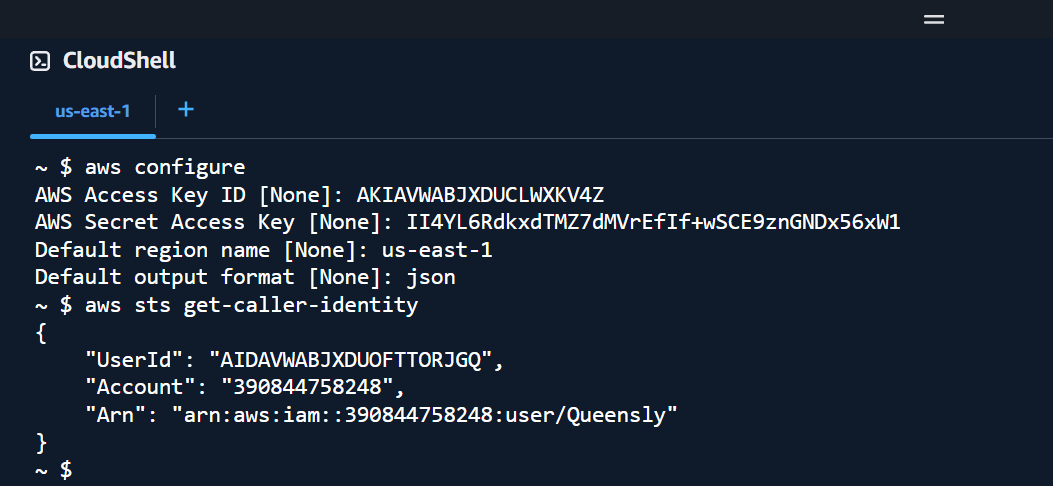 CloudShell
us-east-1 +
~ $ aws configure
AWS Access Key ID [None]: AKIAVWABJXDUCLWXKV4Z
AWS Secret Access Key [None]: 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
Default region name [None]: us-east-1
Default output format [None]: json
~ $ aws sts get-caller-identity
{
    "UserId": "AIDAVWABJXDUOFTTORJGQ",
    "Account": "390844758248",
    "Arn": "arn:aws:iam::390844758248:user/Queensly"
}
~ $